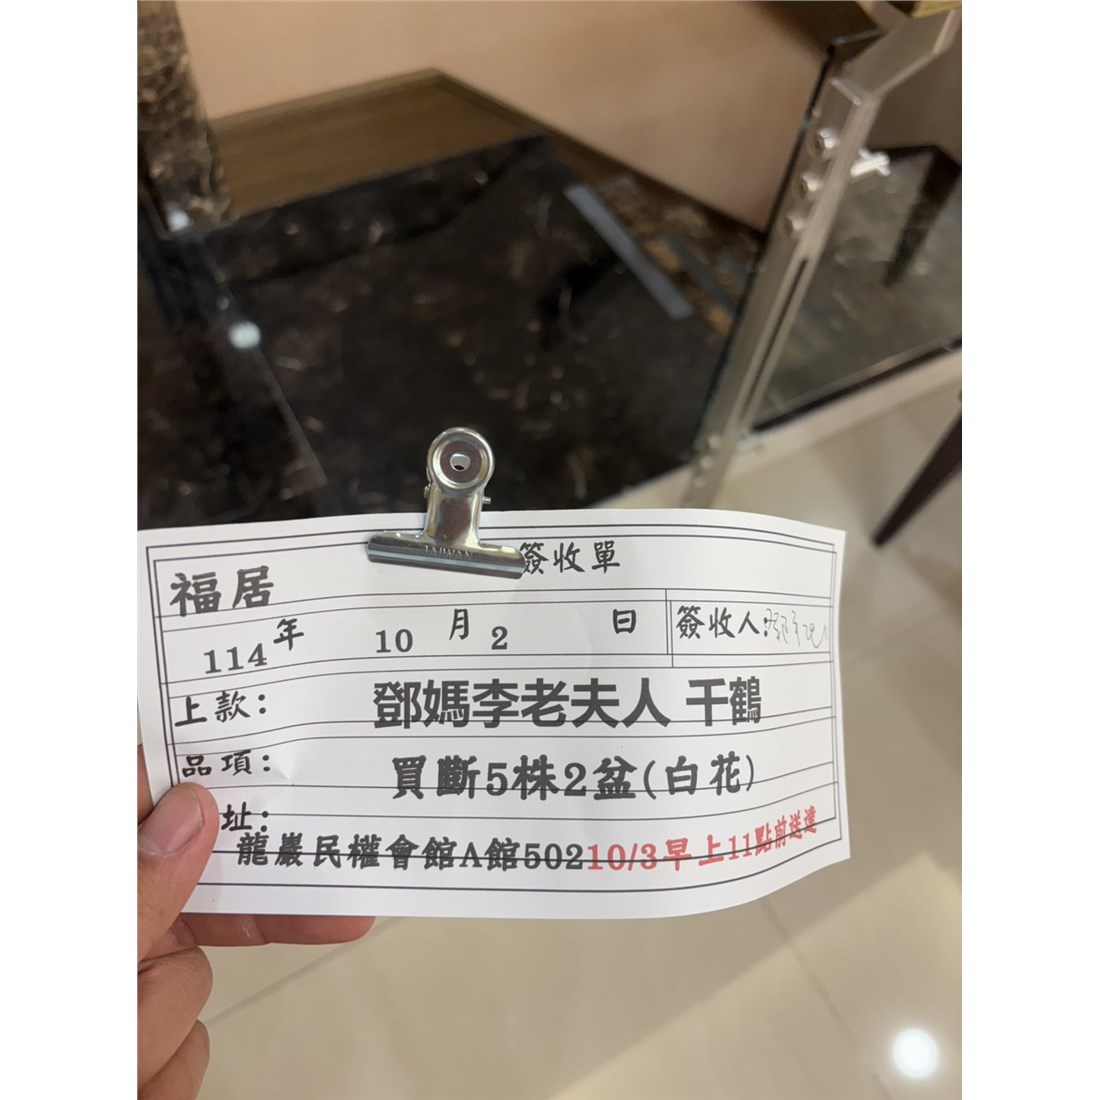 簽收單
福居
114年 10月2 日 簽收人:
上款: 鄧媽李老夫人 千鶴
品項: 買斷5株2盆(白花)
址:
龍巖民權會館A館502 10/3早上11點前送達